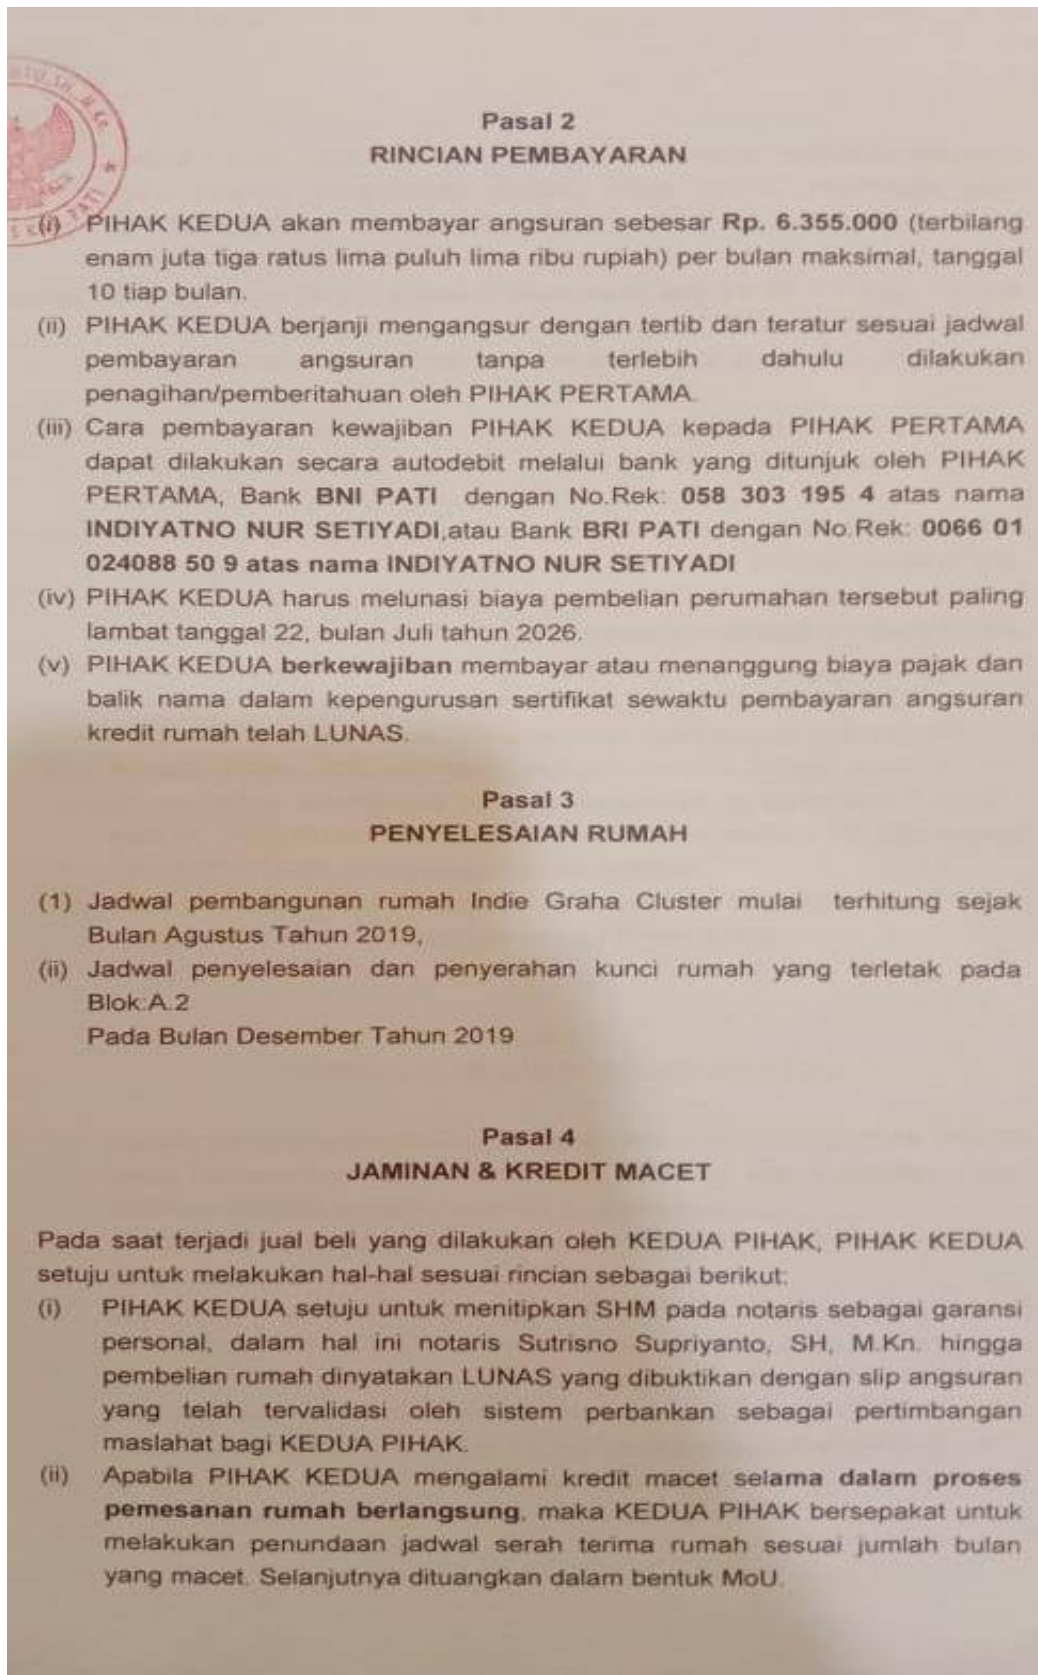 Pasal 2
RINCIAN PEMBAYARAN
(i) PIHAK KEDUA akan membayar angsuran sebesar Rp. 6.355.000 (terbilang
enam juta tiga ratus lima puluh lima ribu rupiah) per bulan maksimal, tanggal
10 tiap bulan.
(ii) PIHAK KEDUA berjanji mengangsur dengan tertib dan teratur sesuai jadwal
pembayaran angsuran tanpa terlebih dahulu dilakukan
penagihan/pemberitahuan oleh PIHAK PERTAMA.
(iii) Cara pembayaran kewajiban PIHAK KEDUA kepada PIHAK PERTAMA
dapat dilakukan secara autodebit melalui bank yang ditunjuk oleh PIHAK
PERTAMA, Bank BNI PATI dengan No.Rek: 058 303 195 4 atas nama
INDIYATNO NUR SETIYADI,atau Bank BRI PATI dengan No.Rek: 0066 01
024088 50 9 atas nama INDIYATNO NUR SETIYADI
(iv) PIHAK KEDUA harus melunasi biaya pembelian perumahan tersebut paling
lambat tanggal 22, bulan Juli tahun 2026.
(v) PIHAK KEDUA berkewajiban membayar atau menanggung biaya pajak dan
balik nama dalam kepengurusan sertifikat sewaktu pembayaran angsuran
kredit rumah telah LUNAS.
Pasal 3
PENYELESAIAN RUMAH
(1) Jadwal pembangunan rumah Indie Graha Cluster mulai terhitung sejak
Bulan Agustus Tahun 2019,
(ii) Jadwal penyelesaian dan penyerahan kunci rumah yang terletak pada
Blok:A.2
Pada Bulan Desember Tahun 2019
Pasal 4
JAMINAN & KREDIT MACET
Pada saat terjadi jual beli yang dilakukan oleh KEDUA PIHAK, PIHAK KEDUA
setuju untuk melakukan hal-hal sesuai rincian sebagai berikut:
(i) PIHAK KEDUA setuju untuk menitipkan SHM pada notaris sebagai garansi
personal, dalam hal ini notaris Sutrisno Supriyanto, SH, M.Kn. hingga
pembelian rumah dinyatakan LUNAS yang dibuktikan dengan slip angsuran
yang telah tervalidasi oleh sistem perbankan sebagai pertimbangan
maslahat bagi KEDUA PIHAK.
(ii) Apabila PIHAK KEDUA mengalami kredit macet selama dalam proses
pemesanan rumah berlangsung, maka KEDUA PIHAK bersepakat untuk
melakukan penundaan jadwal serah terima rumah sesuai jumlah bulan
yang macet. Selanjutnya dituangkan dalam bentuk MoU.